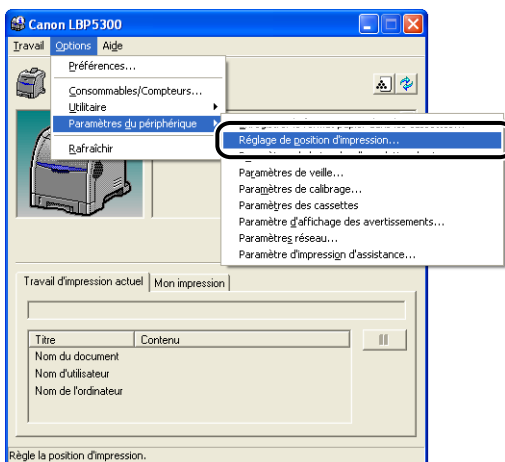 Canon LBP5300
Travail Options Aide
Préférences...
Consommables/Compteurs...
Utilitaire
Paramètres du périphérique
Rafraîchir
Réglage de position d'impression...
Paramètres de veille...
Paramètres de calibrage...
Paramètres des cassettes
Paramètre d'affichage des avertissements...
Paramètres réseau...
Paramètre d'impression d'assistance...
Travail d'impression actuel Mon impression
Titre Contenu
Nom du document
Nom d'utilisateur
Nom de l'ordinateur
Règle la position d'impression.